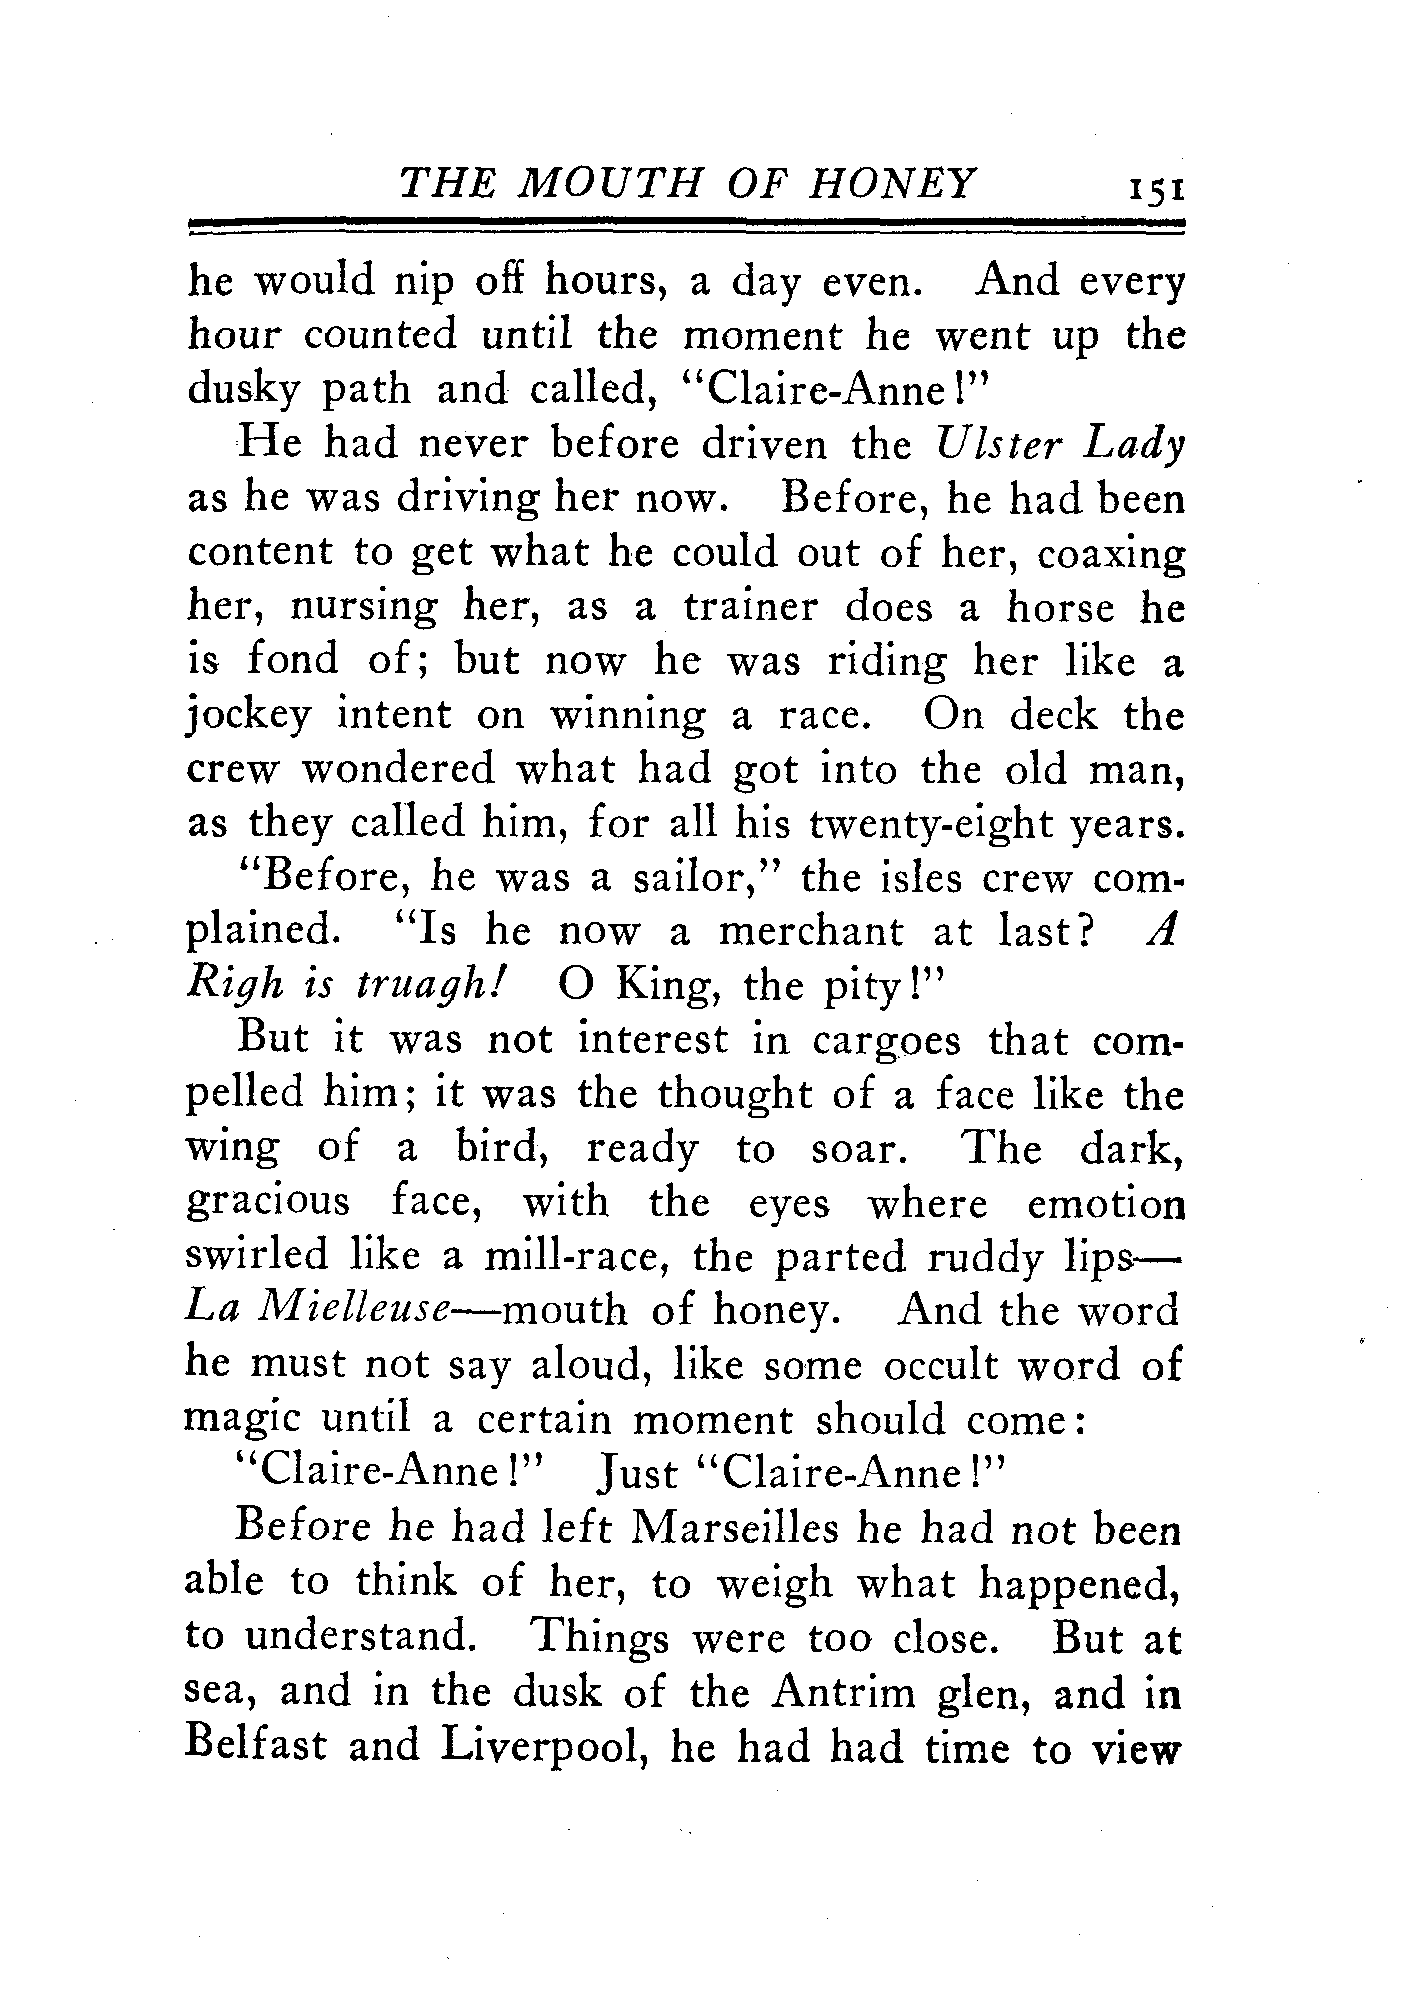 THE MOUTH OF HONEY 151
he would nip off hours, a day even. And every
hour counted until the moment he went up the
dusky path and called, "Claire-Anne!"
He had never before driven the Ulster Lady
as he was driving her now. Before, he had been
content to get what he could out of her, coaxing
her, nursing her, as a trainer does a horse he
is fond of; but now he was riding her like a
jockey intent on winning a race. On deck the
crew wondered what had got into the old man,
as they called him, for all his twenty-eight years.
"Before, he was a sailor," the isles crew com-
plained. "Is he now a merchant at last? A
Righ is truagh! O King, the pity!"
But it was not interest in cargoes that com-
pelled him; it was the thought of a face like the
wing of a bird, ready to soar. The dark,
gracious face, with the eyes where emotion
swirled like a mill-race, the parted ruddy lips—
La Mielleuse—mouth of honey. And the word
he must not say aloud, like some occult word of
magic until a certain moment should come:
"Claire-Anne!" Just "Claire-Anne!"
Before he had left Marseilles he had not been
able to think of her, to weigh what happened,
to understand. Things were too close. But at
sea, and in the dusk of the Antrim glen, and in
Belfast and Liverpool, he had had time to view